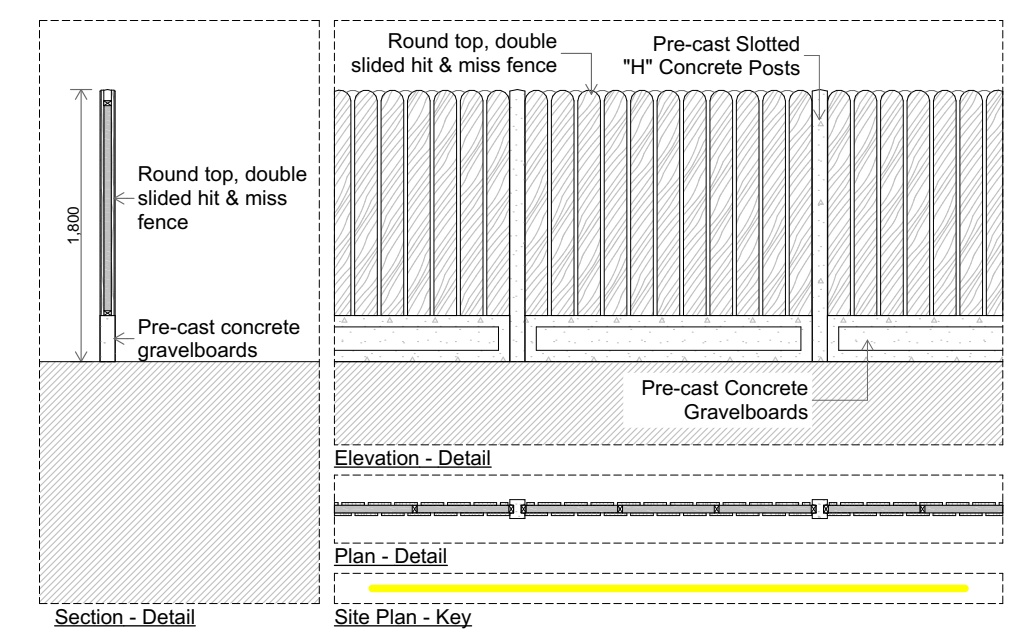 1,800
Round top, double
slided hit & miss
fence
Pre-cast concrete
gravelboards
Section - Detail
Round top, double
slided hit & miss fence
Pre-cast Slotted
"H" Concrete Posts
Pre-cast Concrete
Gravelboards
Elevation - Detail
Plan - Detail
Site Plan - Key